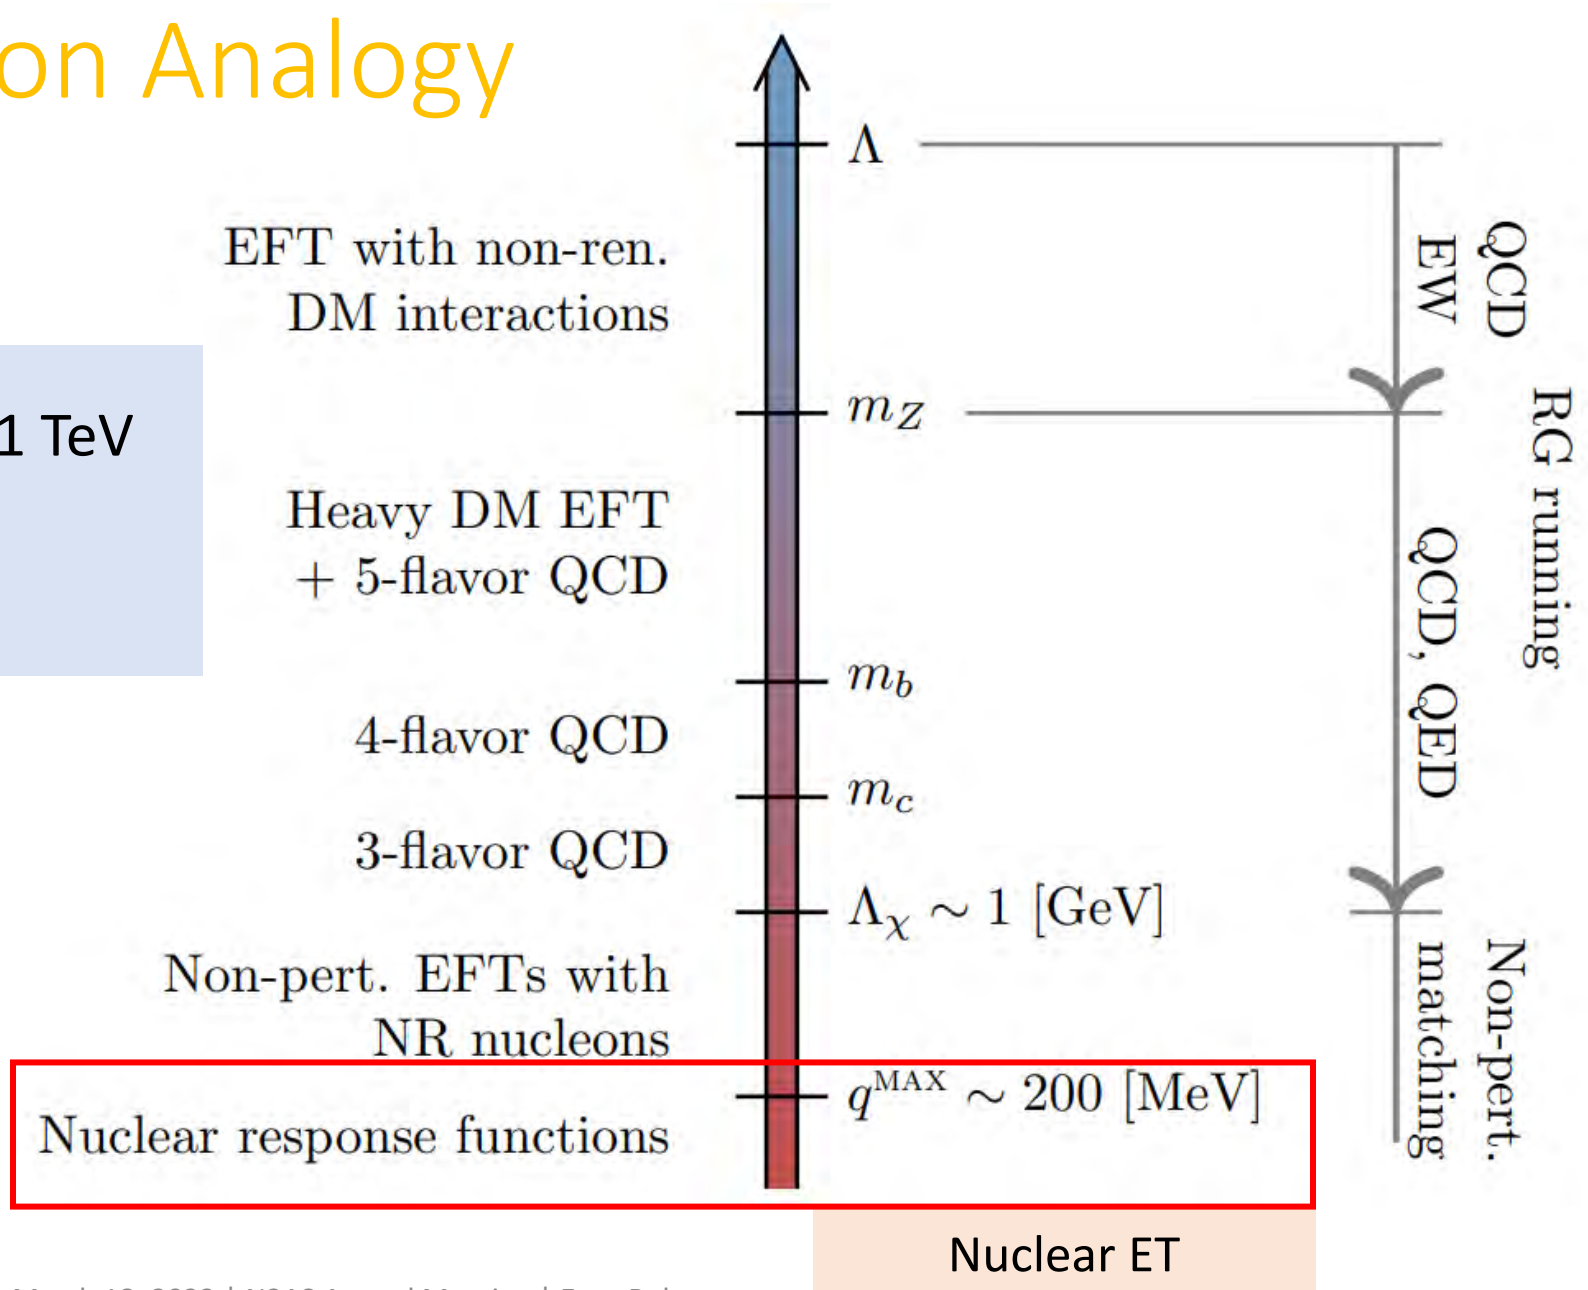 on Analogy
Λ
EFT with non-ren.
DM interactions
QCD
EW
1 TeV
m_Z
RG running
Heavy DM EFT
+ 5-flavor QCD
QCD, QED
m_b
4-flavor QCD
m_c
3-flavor QCD
Λ_χ ∼ 1 [GeV]
Non-pert. EFTs with
NR nucleons
Non-pert.
matching
q^MAX ∼ 200 [MeV]
Nuclear response functions
Nuclear ET